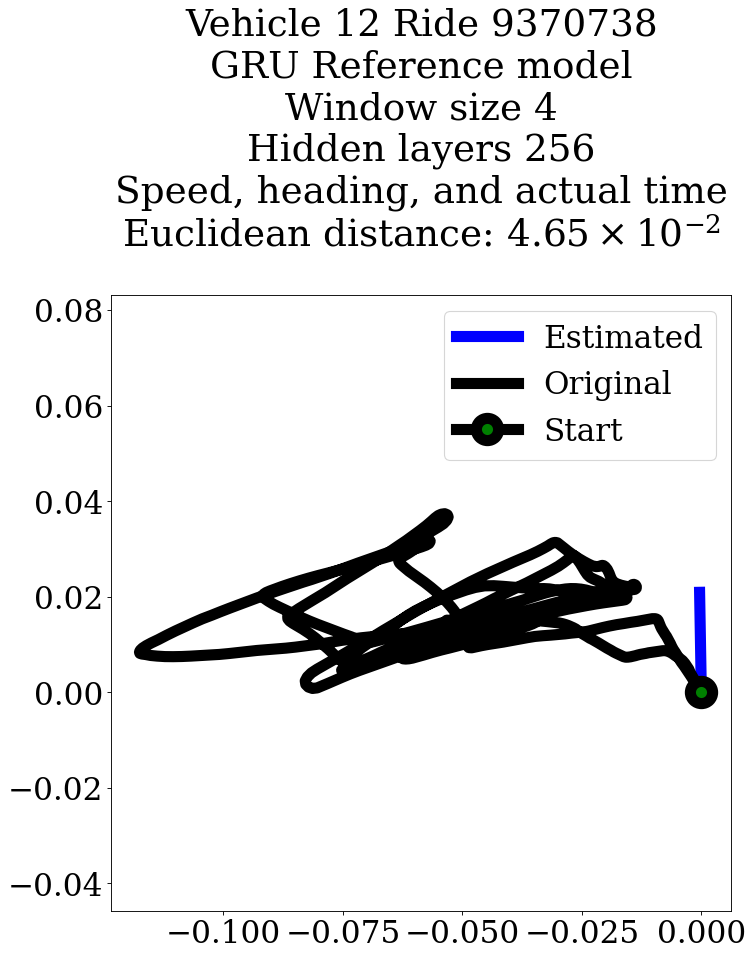 Vehicle 12 Ride 9370738
GRU Reference model
Window size 4
Hidden layers 256
Speed, heading, and actual time
Euclidean distance: 4.65 × 10⁻²
0.08
0.06
0.04
0.02
0.00
−0.02
−0.04
Estimated
Original
Start
−0.100 −0.075 −0.050 −0.025 0.000